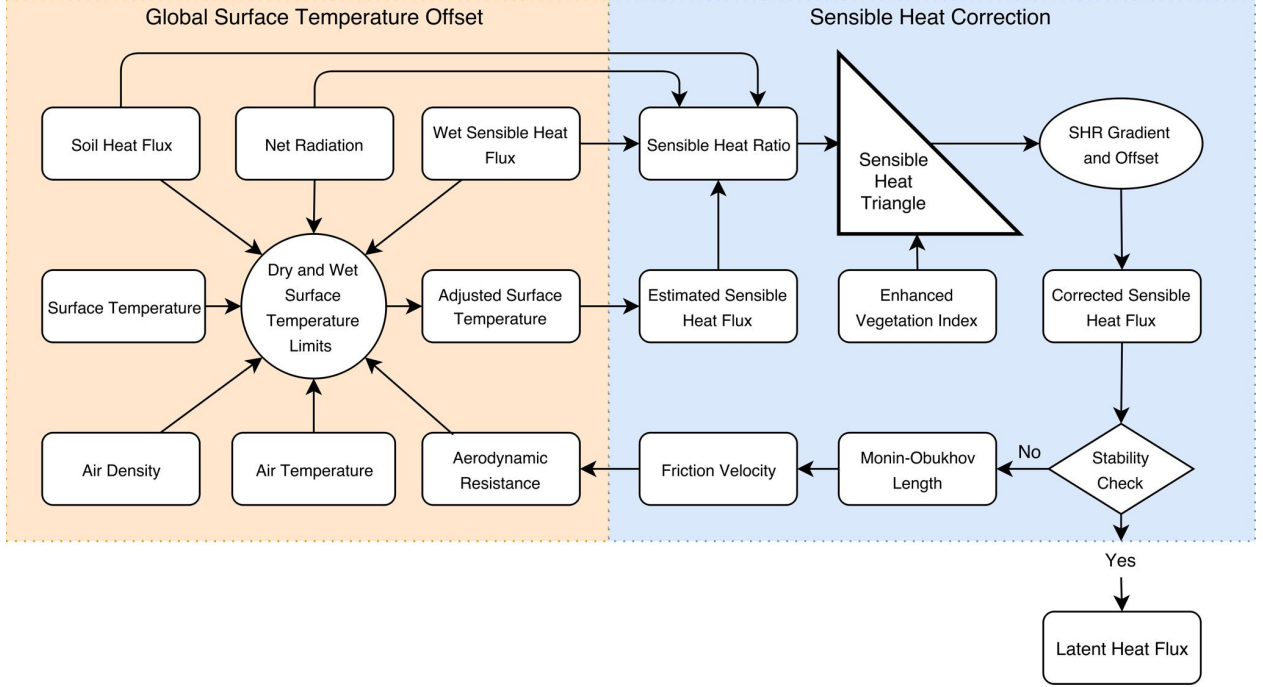 Global Surface Temperature Offset
Sensible Heat Correction
Soil Heat Flux
Net Radiation
Wet Sensible Heat
Flux
Sensible Heat Ratio
Sensible
Heat
Triangle
SHR Gradient
and Offset
Surface Temperature
Dry and Wet
Surface
Temperature
Limits
Adjusted Surface
Temperature
Estimated Sensible
Heat Flux
Enhanced
Vegetation Index
Corrected Sensible
Heat Flux
Air Density
Air Temperature
Aerodynamic
Resistance
Friction Velocity
Monin-Obukhov
Length
No
Stability
Check
Yes
Latent Heat Flux